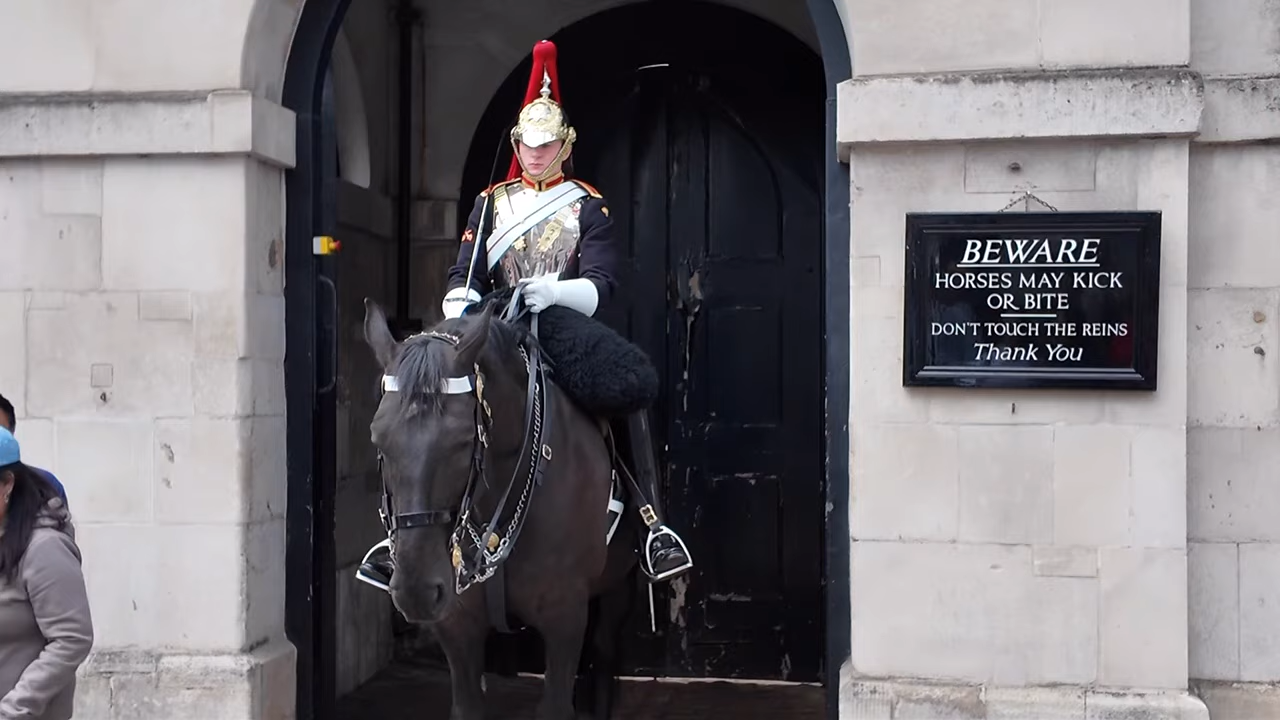 BEWARE
HORSES MAY KICK
OR BITE
DON'T TOUCH THE REINS
Thank You